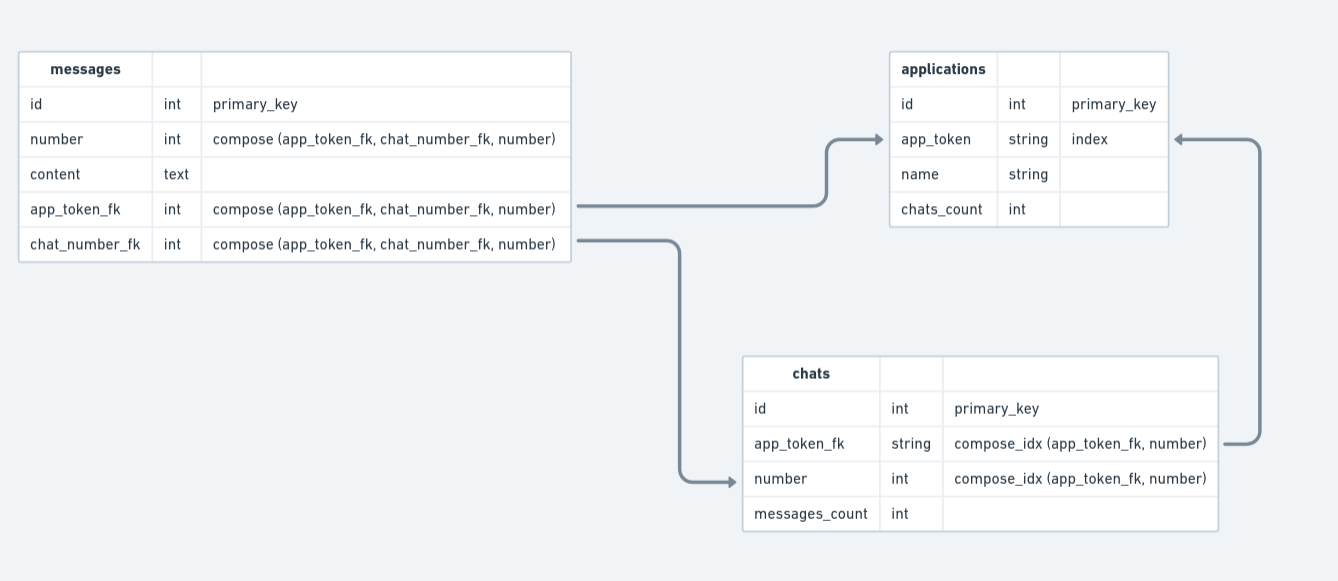 messages
id int primary_key
number int compose (app_token_fk, chat_number_fk, number)
content text
app_token_fk int compose (app_token_fk, chat_number_fk, number)
chat_number_fk int compose (app_token_fk, chat_number_fk, number)
applications
id int primary_key
app_token string index
name string
chats_count int
chats
id int primary_key
app_token_fk string compose_idx (app_token_fk, number)
number int compose_idx (app_token_fk, number)
messages_count int